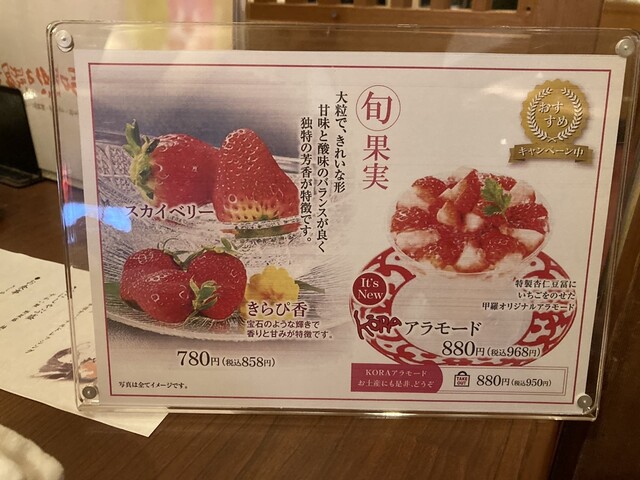 旬果実
大粒で、きれいな形
甘味と酸味のバランスが良く
独特の芳香が特徴です。
スカイベリー
きらぴ香
宝石のような輝きで
香りと甘みが特徴です。
780円(税込858円)
写真は全てイメージです。
おすすめ
キャンペーン中
It's
New
特製杏仁豆冨に
いちごをのせた
甲羅オリジナルアラモード
アラモード
880円(税込968円)
KORAアラモード
お土産にも是非、どうぞ
TAKE
OUT
880円(税込950円)